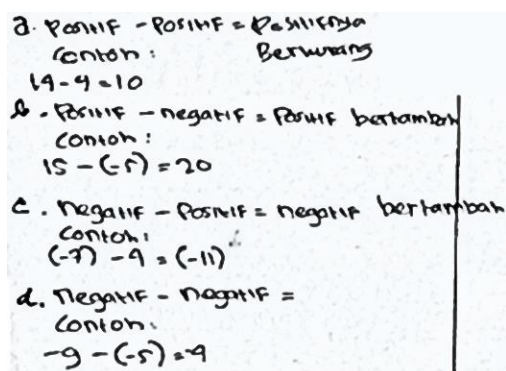 a. Positif - Positif = Positifnya
Contoh : Berkurang
14 - 4 = 10
b. Positif - negatif = Positif bertambah
Contoh :
15 - (-5) = 20
c. negatif - Positif = negatif bertambah
Contoh :
(-7) - 4 = (-11)
d. negatif - negatif =
Contoh :
-9 - (-5) = -4